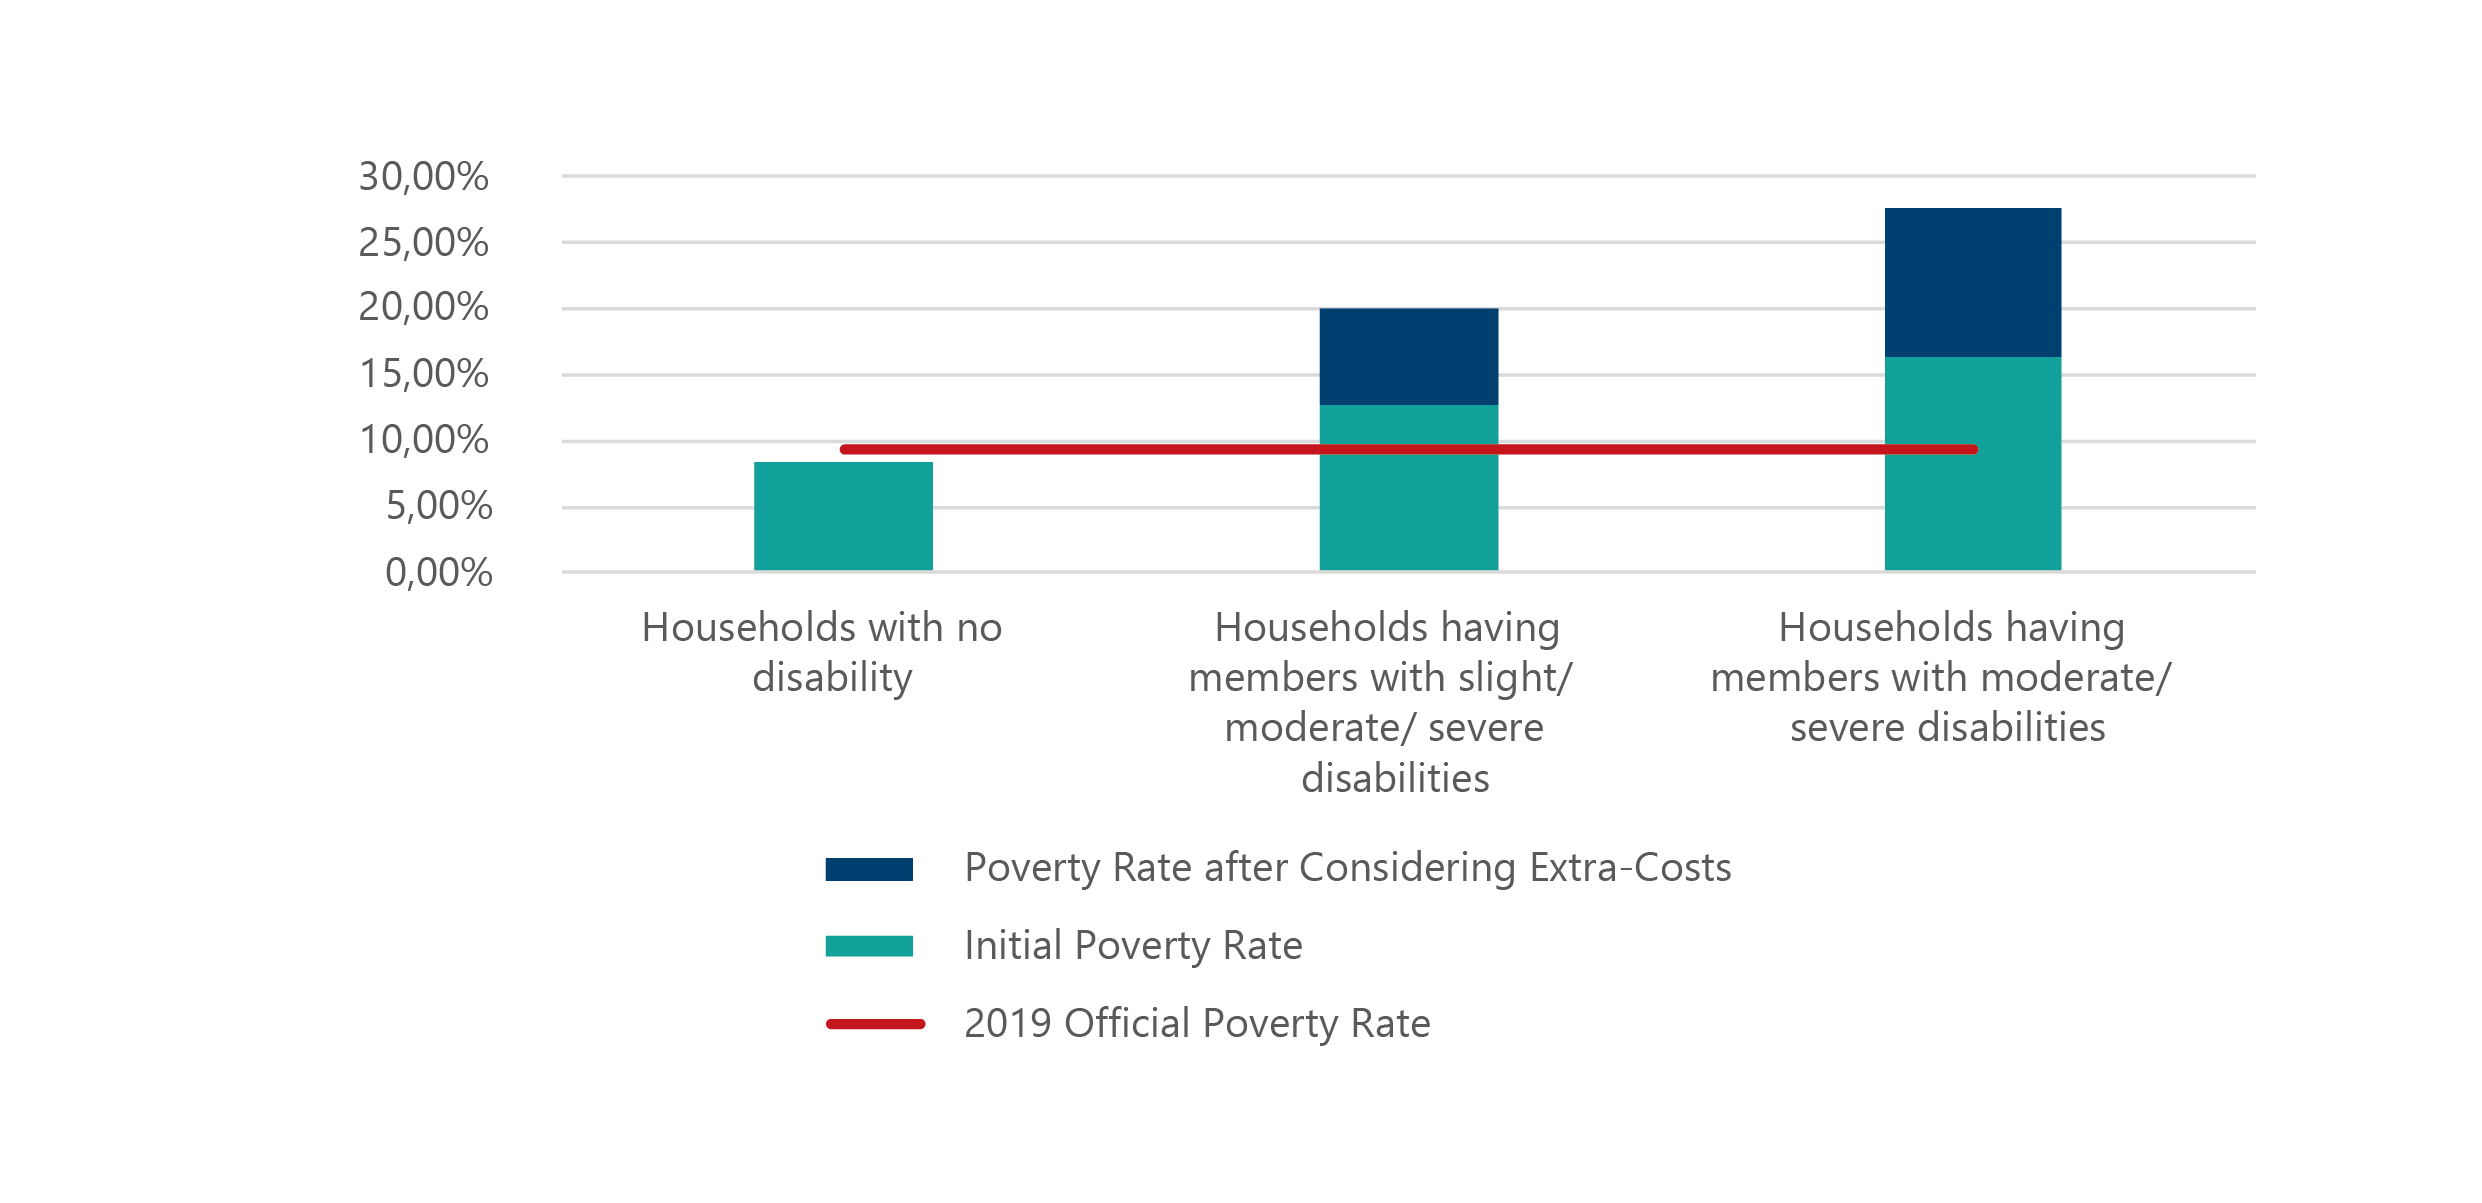 30,00%
25,00%
20,00%
15,00%
10,00%
5,00%
0,00%
Households with no
disability
Households having
members with slight/
moderate/ severe
disabilities
Households having
members with moderate/
severe disabilities
Poverty Rate after Considering Extra-Costs
Initial Poverty Rate
2019 Official Poverty Rate